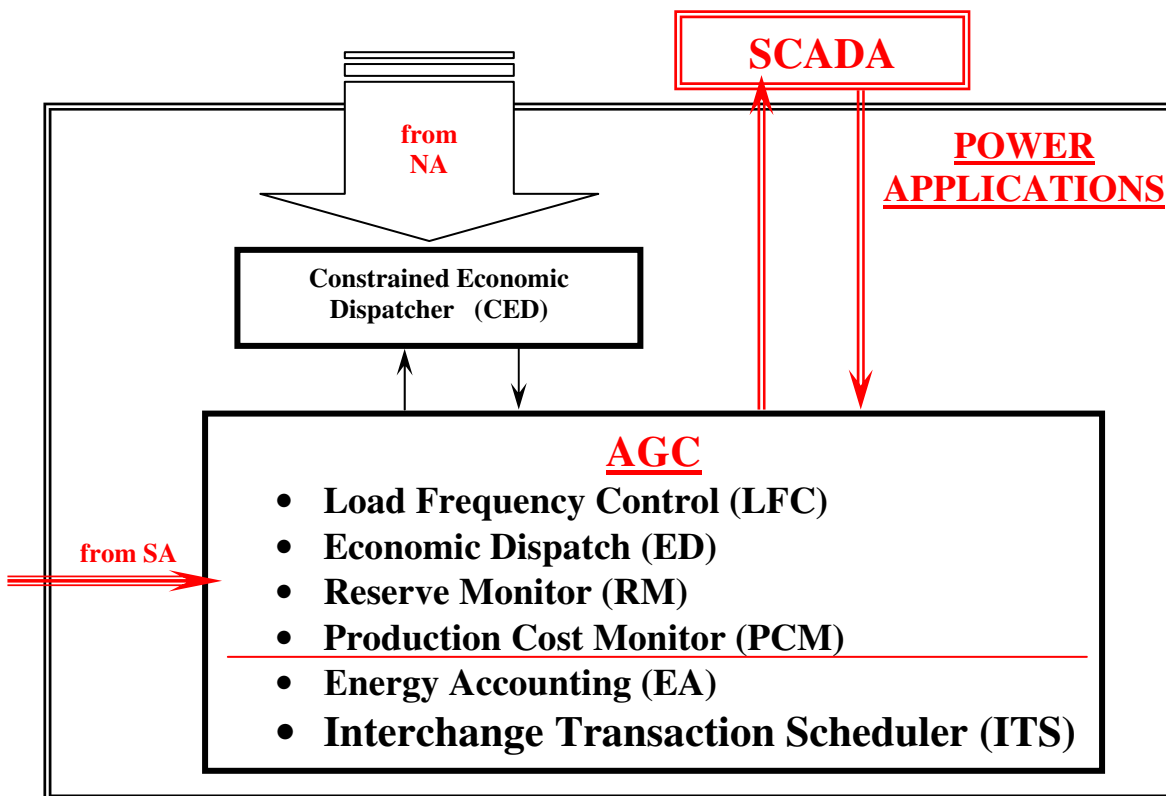 SCADA
from
NA
POWER
APPLICATIONS
Constrained Economic
Dispatcher (CED)
AGC
• Load Frequency Control (LFC)
• Economic Dispatch (ED)
from SA
• Reserve Monitor (RM)
• Production Cost Monitor (PCM)
• Energy Accounting (EA)
• Interchange Transaction Scheduler (ITS)